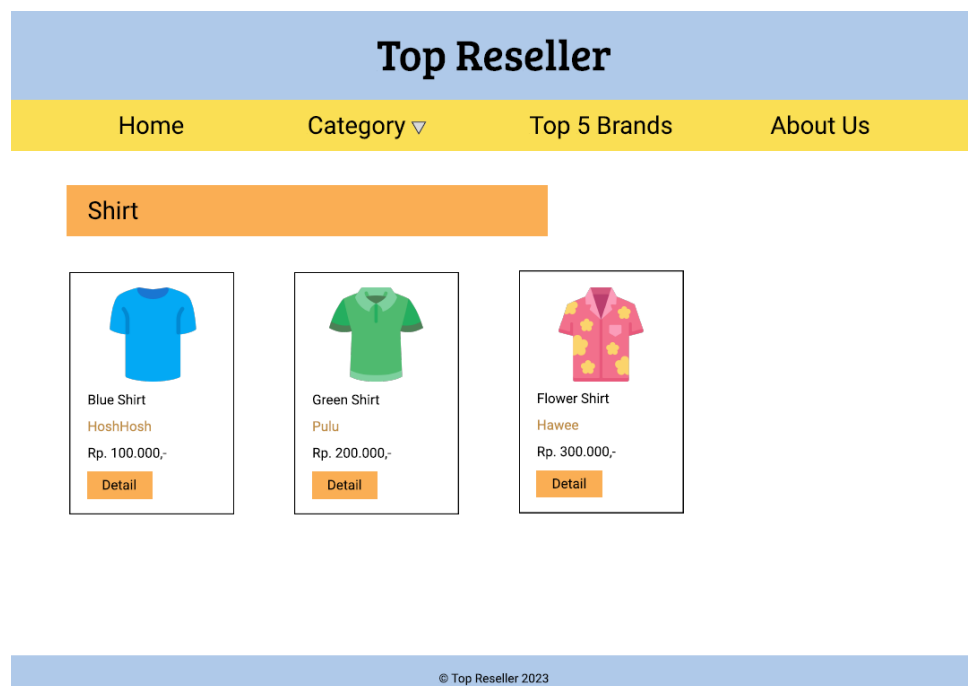 Top Reseller
Home Category Top 5 Brands About Us
Shirt
Blue Shirt
HoshHosh
Rp. 100.000,-
Detail
Green Shirt
Pulu
Rp. 200.000,-
Detail
Flower Shirt
Hawee
Rp. 300.000,-
Detail
© Top Reseller 2023